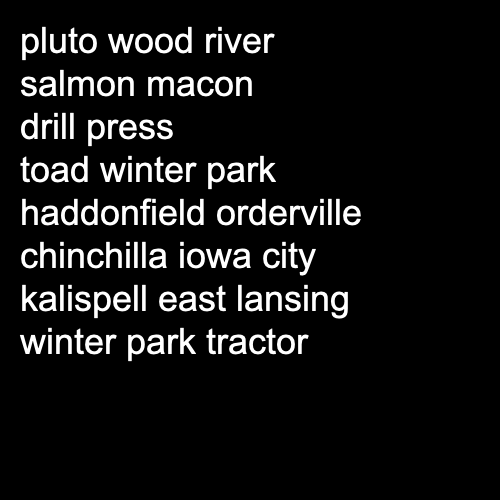 pluto wood river
salmon macon
drill press
toad winter park
haddonfield orderville
chinchilla iowa city
kalispell east lansing
winter park tractor